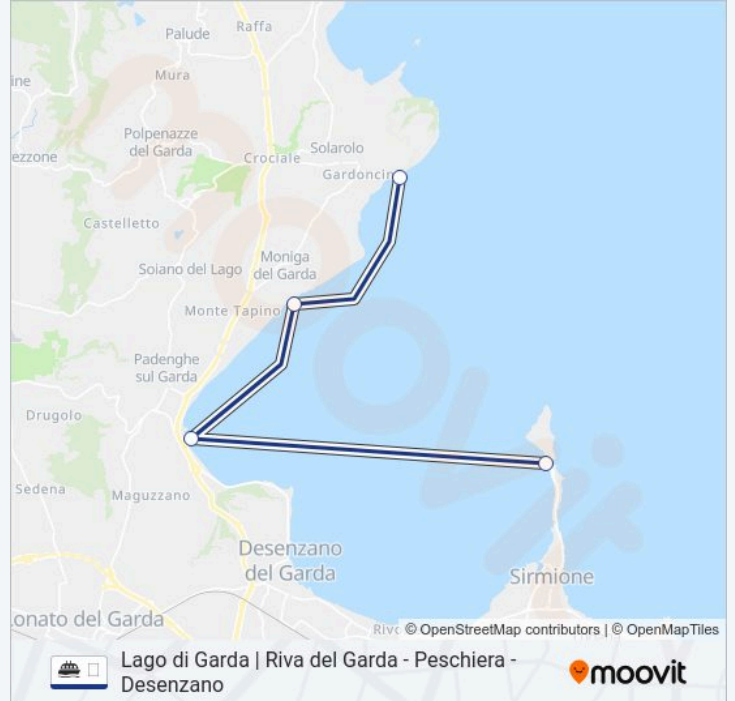 Palude
Raffa
ine
Mura
Polpenazze
del Garda
ezzone
Crociale
Solarolo
Gardoncin
Castelletto
Soiano del Lago
Moniga
del Garda
Monte Tapino
Padenghe
sul Garda
Drugolo
Sedena
Maguzzano
Desenzano
del Garda
Sirmione
onato del Garda
Rivo
© OpenStreetMap contributors | © OpenMapTiles
Lago di Garda | Riva del Garda - Peschiera -
Desenzano
moovit